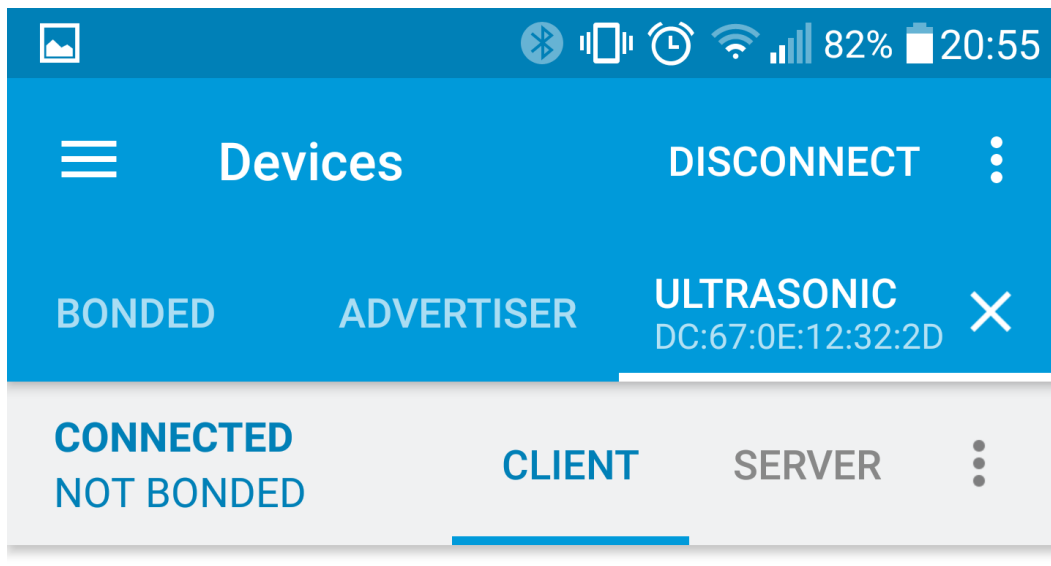 82% 20:55
Devices DISCONNECT
BONDED ADVERTISER ULTRASONIC
DC:67:0E:12:32:2D
CONNECTED
NOT BONDED
CLIENT SERVER